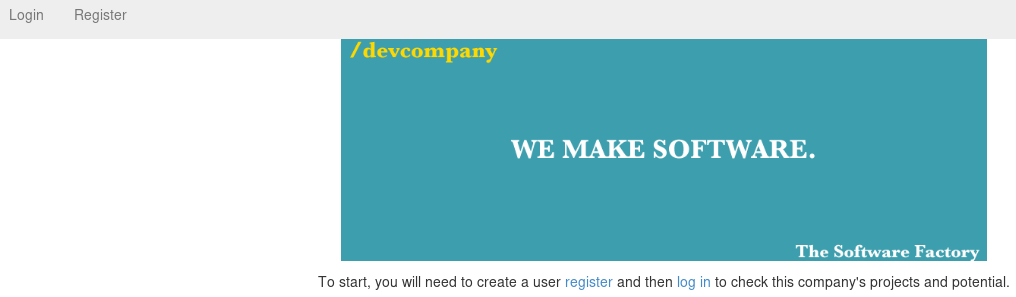 Login Register
/devcompany
WE MAKE SOFTWARE.
The Software Factory
To start, you will need to create a user register and then log in to check this company's projects and potential.